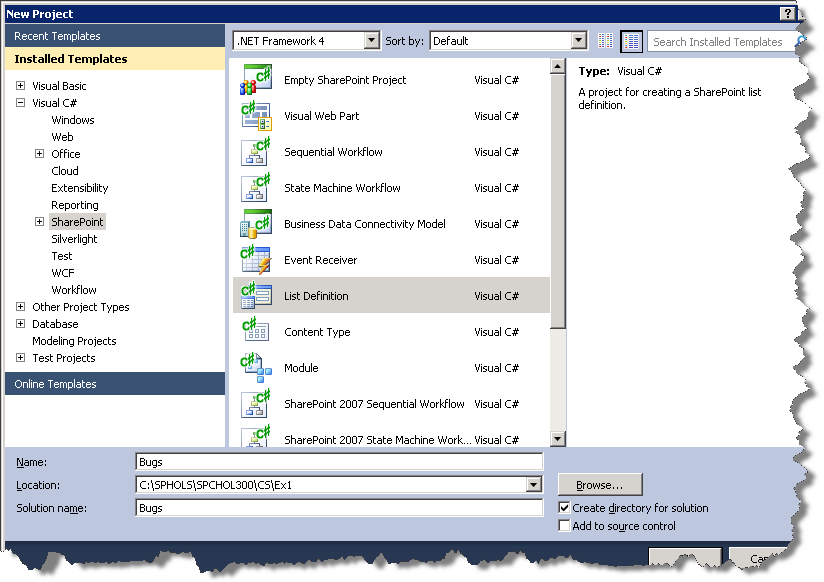 New Project
?
Recent Templates
.NET Framework 4
Sort by:
Default
Search Installed Templates
Installed Templates
Visual Basic
Visual C#
Windows
Web
Office
Cloud
Extensibility
Reporting
SharePoint
Silverlight
Test
WCF
Workflow
Other Project Types
Database
Modeling Projects
Test Projects
Online Templates
Empty SharePoint Project Visual C#
Visual Web Part Visual C#
Sequential Workflow Visual C#
State Machine Workflow Visual C#
Business Data Connectivity Model Visual C#
Event Receiver Visual C#
List Definition Visual C#
Content Type Visual C#
Module Visual C#
SharePoint 2007 Sequential Workflow Visual C#
SharePoint 2007 State Machine Work... Visual C#
Type: Visual C#
A project for creating a SharePoint list
definition.
Name: Bugs
Location: C:\SPHOLS\SPCHOL300\CS\Ex1
Browse...
Solution name: Bugs
Create directory for solution
Add to source control